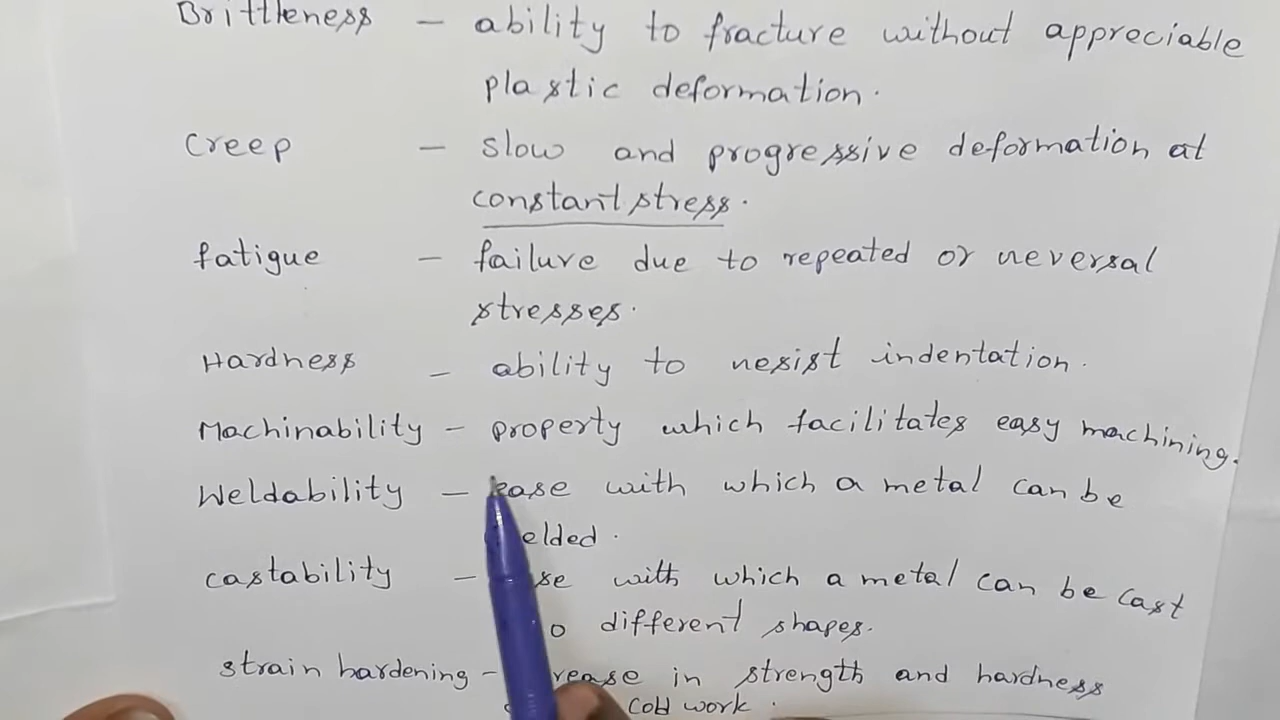 Brittleness - ability to fracture without appreciable
plastic deformation.
Creep - slow and progressive deformation at
constant stress.
fatigue - failure due to repeated or reversal
stresses.
Hardness - ability to resist indentation.
Machinability - property which facilitates easy machining.
Weldability - ease with which a metal can be
elded.
castability - se with which a metal can be cast
o different shapes.
strain hardening - rease in strength and hardness
cold work.